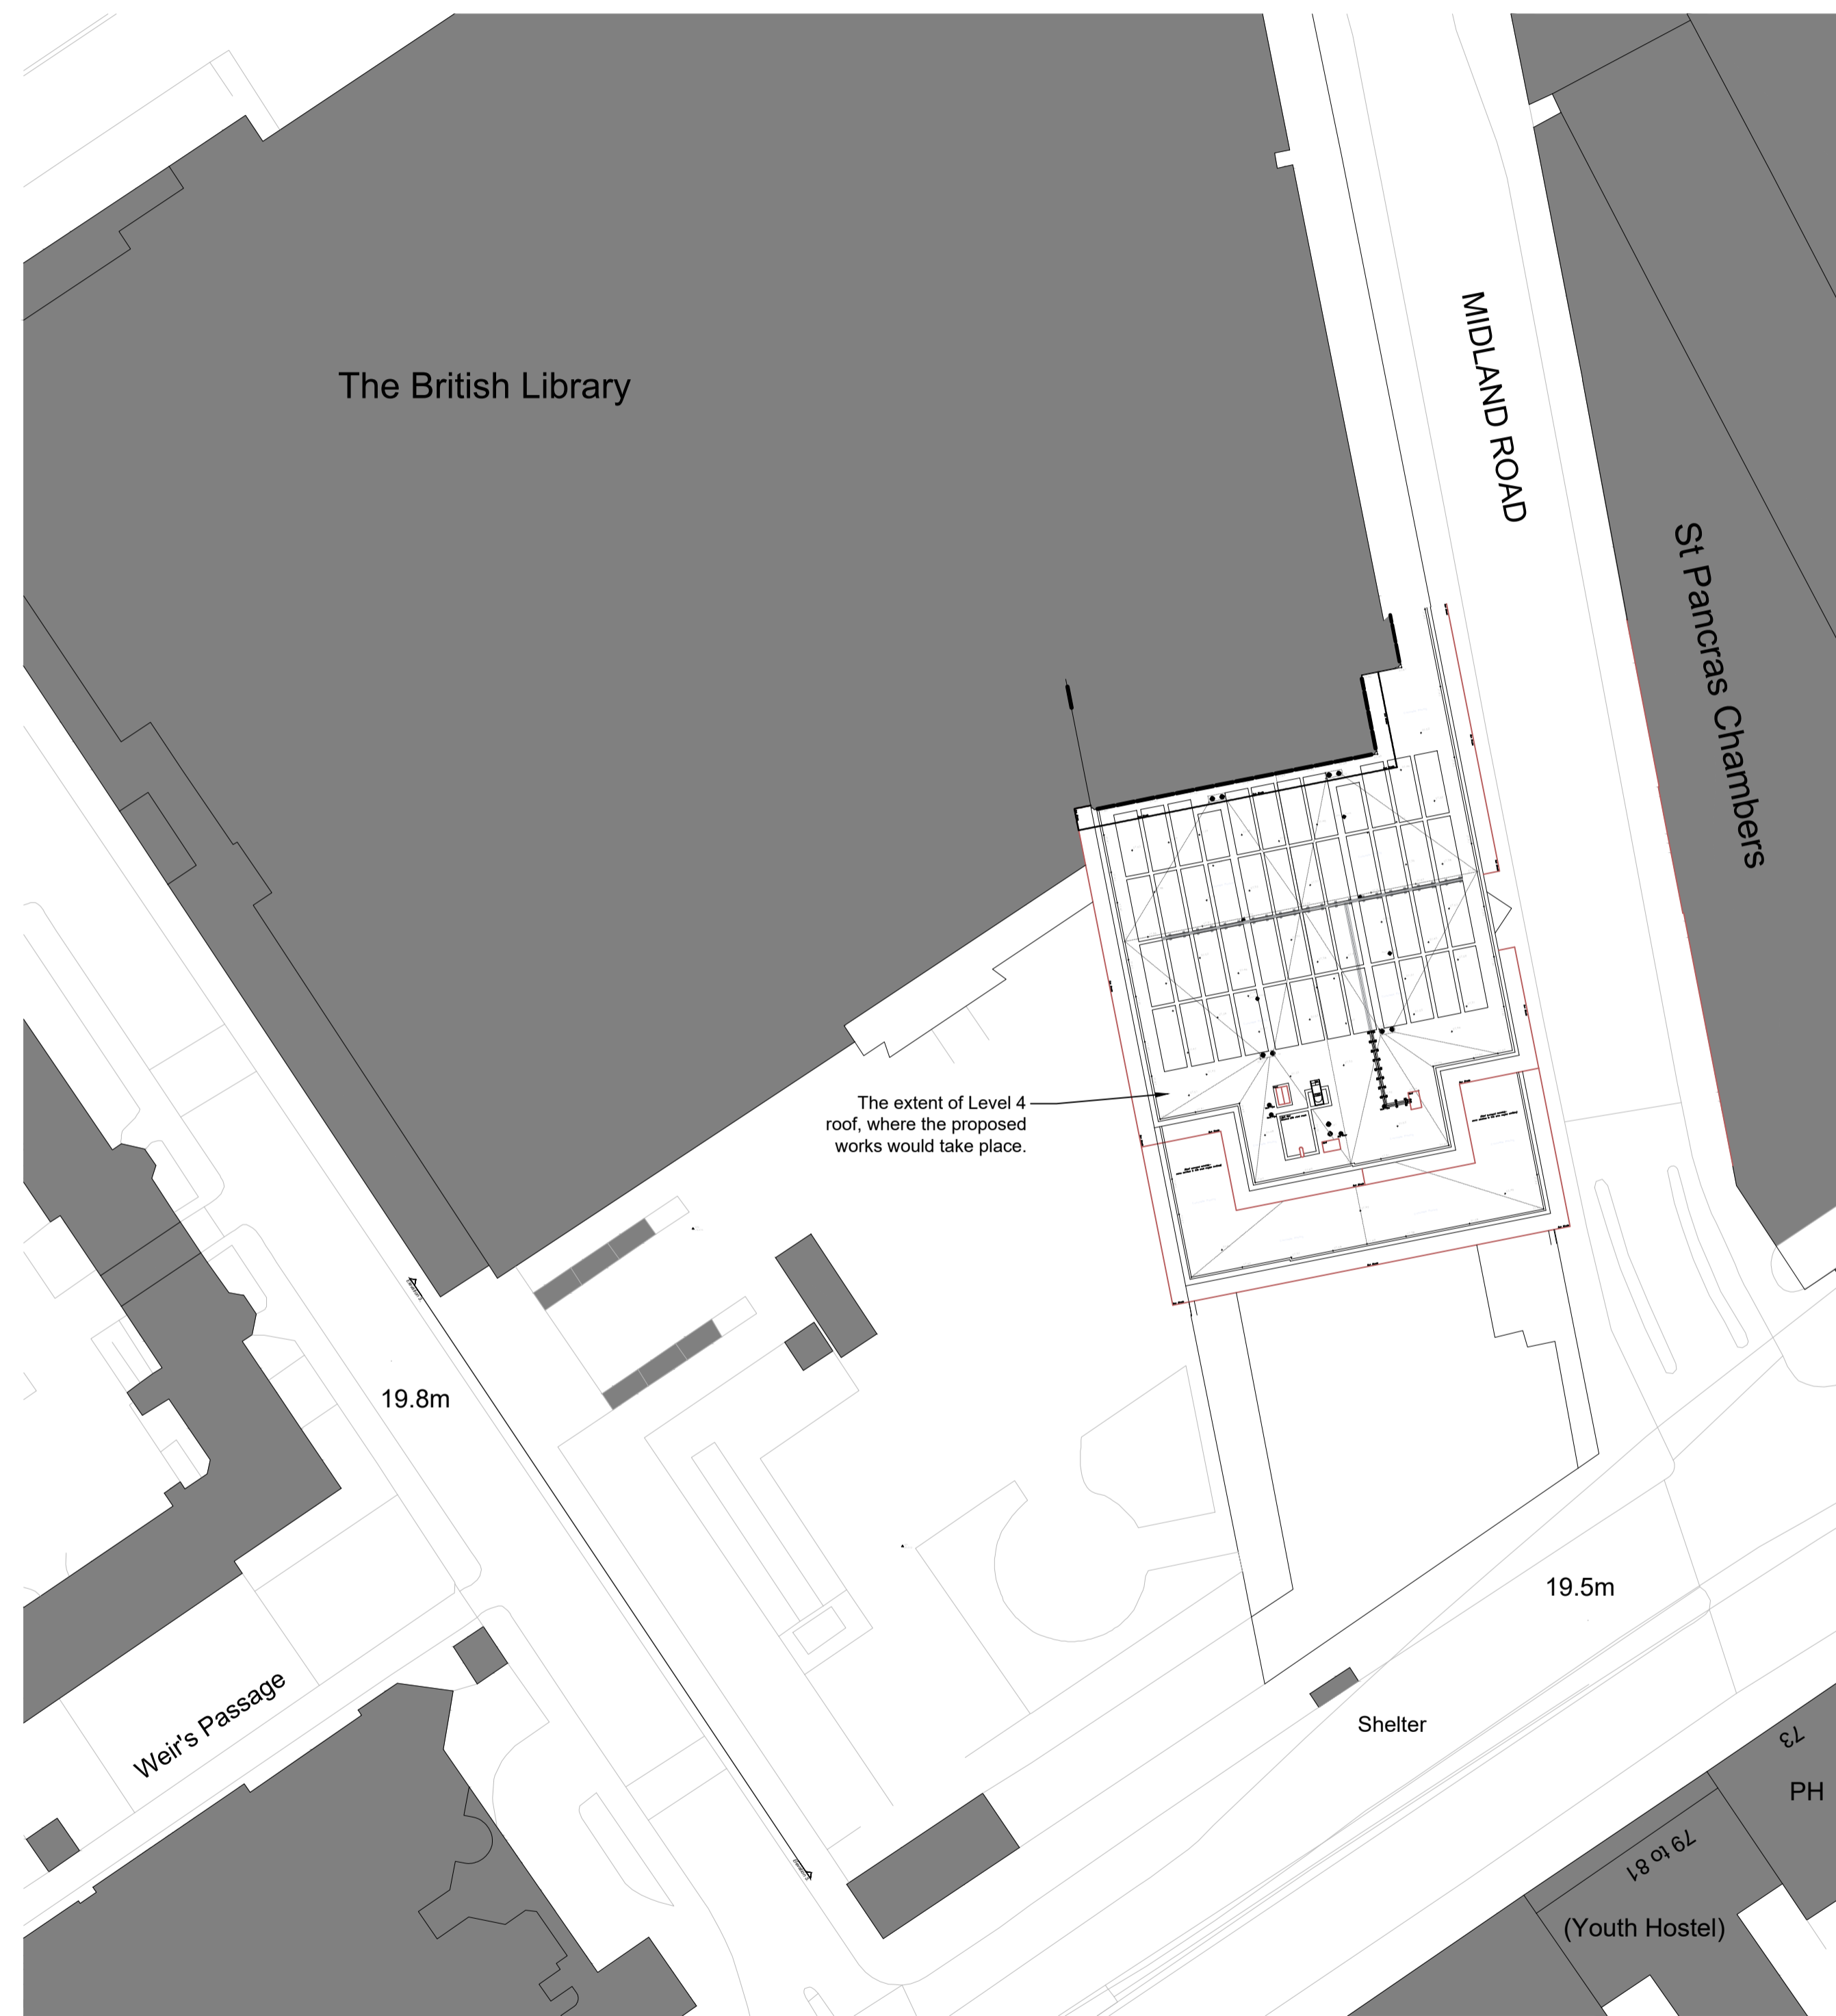 The British Library
MIDLAND ROAD
St Pancras Chambers
The extent of Level 4
roof, where the proposed
works would take place.
19.8m
19.5m
Weir's Passage
Shelter
73
PH
79 to 81
(Youth Hostel)